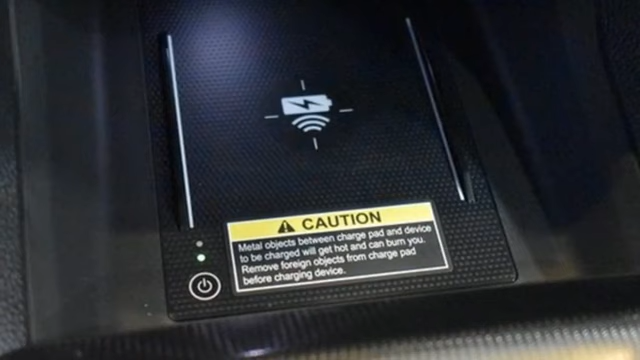 CAUTION
Metal objects between charge pad and device
to be charged will get hot and can burn you.
Remove foreign objects from charge pad
before charging device.